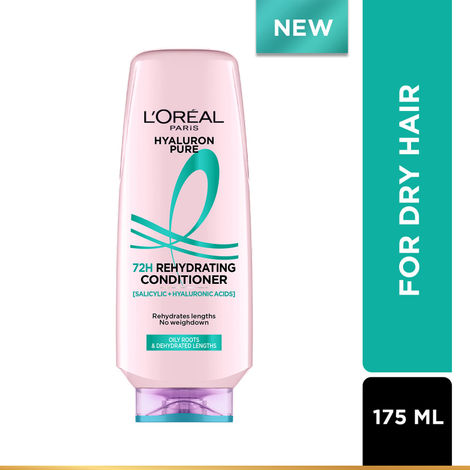 NEW
L'ORÉAL
PARIS
HYALURON
PURE
72H REHYDRATING
CONDITIONER
[SALICYLIC + HYALURONIC ACIDS]
Rehydrates lengths
No weighdown
OILY ROOTS
& DEHYDRATED LENGTHS
FOR DRY HAIR
175 ML